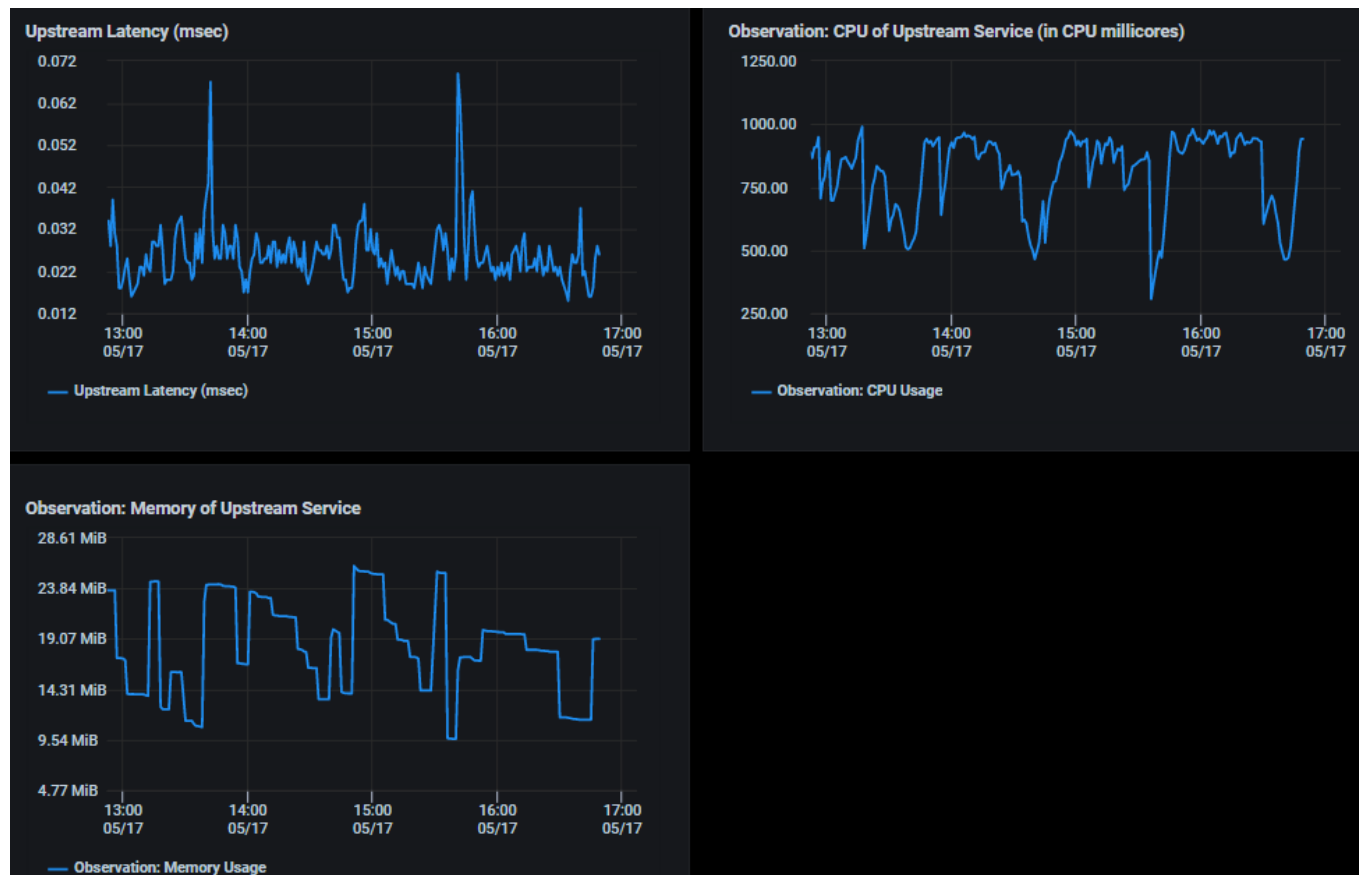 Upstream Latency (msec)
0.072
0.062
0.052
0.042
0.032
0.022
0.012
13:00 14:00 15:00 16:00 17:00
05/17 05/17 05/17 05/17 05/17
Upstream Latency (msec)
Observation: CPU of Upstream Service (in CPU millicores)
1250.00
1000.00
750.00
500.00
250.00
13:00 14:00 15:00 16:00 17:00
05/17 05/17 05/17 05/17 05/17
Observation: CPU Usage
Observation: Memory of Upstream Service
28.61 MiB
23.84 MiB
19.07 MiB
14.31 MiB
9.54 MiB
4.77 MiB
13:00 14:00 15:00 16:00 17:00
05/17 05/17 05/17 05/17 05/17
Observation: Memory Usage